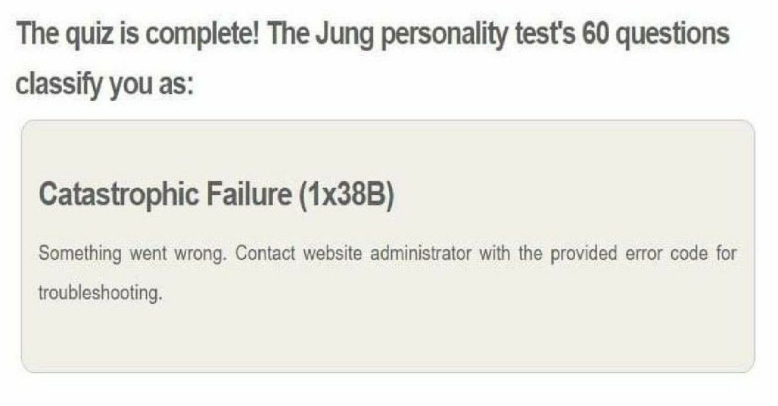 The quiz is complete! The Jung personality test's 60 questions
classify you as:
Catastrophic Failure (1x38B)
Something went wrong. Contact website administrator with the provided error code for
troubleshooting.